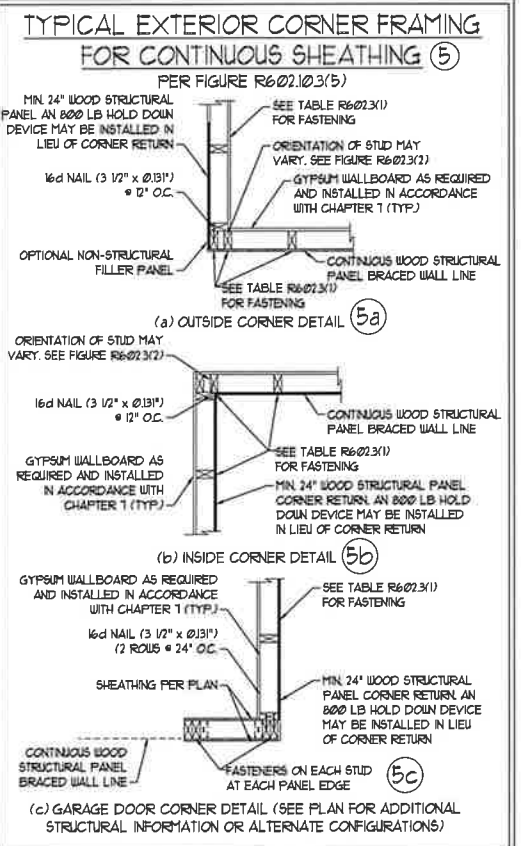 TYPICAL EXTERIOR CORNER FRAMING
FOR CONTINUOUS SHEATHING 5
PER FIGURE R602.10.3(5)
MIN. 24" WOOD STRUCTURAL
PANEL AN 800 LB HOLD DOWN
DEVICE MAY BE INSTALLED IN
LIEU OF CORNER RETURN
16d NAIL (3 1/2" x Ø.131")
@ 12" O.C.
OPTIONAL NON-STRUCTURAL
FILLER PANEL
SEE TABLE R602.3(1)
FOR FASTENING
ORIENTATION OF STUD MAY
VARY. SEE FIGURE R602.3(2)
GYPSUM WALLBOARD AS REQUIRED
AND INSTALLED IN ACCORDANCE
WITH CHAPTER 7 (TYP.)
CONTINUOUS WOOD STRUCTURAL
PANEL BRACED WALL LINE
SEE TABLE R602.3(1)
FOR FASTENING
(a) OUTSIDE CORNER DETAIL 5a
ORIENTATION OF STUD MAY
VARY. SEE FIGURE R602.3(2)
16d NAIL (3 1/2" x Ø.131")
@ 12" O.C.
GYPSUM WALLBOARD AS
REQUIRED AND INSTALLED
IN ACCORDANCE WITH
CHAPTER 7 (TYP.)
CONTINUOUS WOOD STRUCTURAL
PANEL BRACED WALL LINE
SEE TABLE R602.3(1)
FOR FASTENING
MIN. 24" WOOD STRUCTURAL PANEL
CORNER RETURN. AN 800 LB HOLD
DOWN DEVICE MAY BE INSTALLED
IN LIEU OF CORNER RETURN
(b) INSIDE CORNER DETAIL 5b
GYPSUM WALLBOARD AS REQUIRED
AND INSTALLED IN ACCORDANCE
WITH CHAPTER 7 (TYP.)
16d NAIL (3 1/2" x Ø.131")
(2 ROWS @ 24" O.C.
SHEATHING PER PLAN
CONTINUOUS WOOD
STRUCTURAL PANEL
BRACED WALL LINE
SEE TABLE R602.3(1)
FOR FASTENING
MIN. 24" WOOD STRUCTURAL
PANEL CORNER RETURN. AN
800 LB HOLD DOWN DEVICE
MAY BE INSTALLED IN LIEU
OF CORNER RETURN
FASTENERS ON EACH STUD
AT EACH PANEL EDGE
5c
(c) GARAGE DOOR CORNER DETAIL (SEE PLAN FOR ADDITIONAL
STRUCTURAL INFORMATION OR ALTERNATE CONFIGURATIONS)